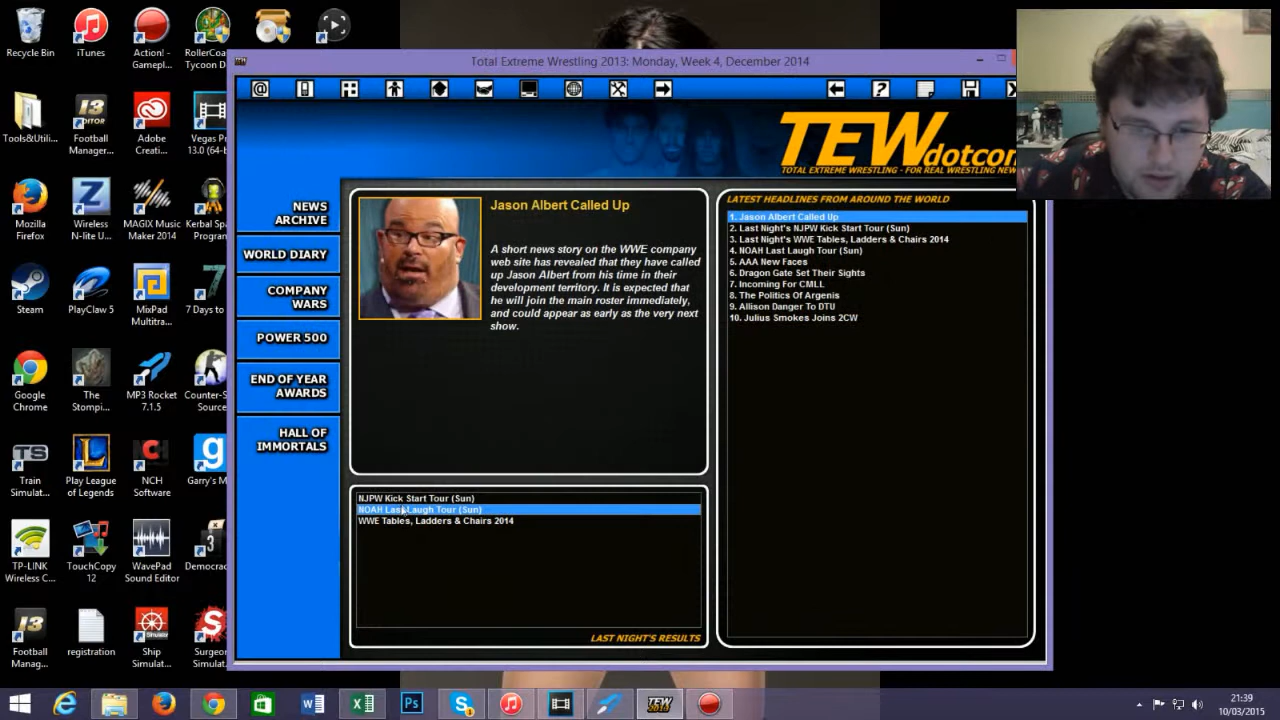 Recycle Bin
iTunes
Action! -
Gamepl...
RollerCoa
Tycoon D
Total Extreme Wrestling 2013: Monday, Week 4, December 2014
TEWdotcom
TOTAL EXTREME WRESTLING - FOR REAL WRESTLING NEW
NEWS
ARCHIVE
WORLD DIARY
COMPANY
WARS
POWER 500
END OF YEAR
AWARDS
HALL OF
IMMORTALS
Jason Albert Called Up
A short news story on the WWE company
web site has revealed that they have called
up Jason Albert from his time in their
development territory. It is expected that
he will join the main roster immediately,
and could appear as early as the very next
show.
LATEST HEADLINES FROM AROUND THE WORLD
1. Jason Albert Called Up
2. Last Night's NJPW Kick Start Tour (Sun)
3. Last Night's WWE Tables, Ladders & Chairs 2014
4. NOAH Last Laugh Tour (Sun)
5. AAA New Faces
6. Dragon Gate Set Their Sights
7. Incoming For CMLL
8. The Politics Of Argenis
9. Allison Danger To DTU
10. Julius Smokes Joins 2CW
NJPW Kick Start Tour (Sun)
NOAH Last Laugh Tour (Sun)
WWE Tables, Ladders & Chairs 2014
LAST NIGHT'S RESULTS
Tools&Utili...
Football
Manager...
Adobe
Creati...
Vegas Pr
13.0 (64-b
Mozilla
Firefox
Wireless
N-lite U...
MAGIX Music
Maker 2014
Kerbal Spa
Program
Steam
PlayClaw 5
MixPad
Multitra...
7 Days to
Google
Chrome
The
Stompi...
MP3 Rocket
7.1.5
Counter-S
Source
Train
Simulat...
Play League
of Legends
NCH
Software
Garry's M
TP-LINK
Wireless C...
TouchCopy
12
WavePad
Sound Editor
Democrac
Football
Manag...
registration
Ship
Simulat...
Surgeon
Simulat
21:39
10/03/2015